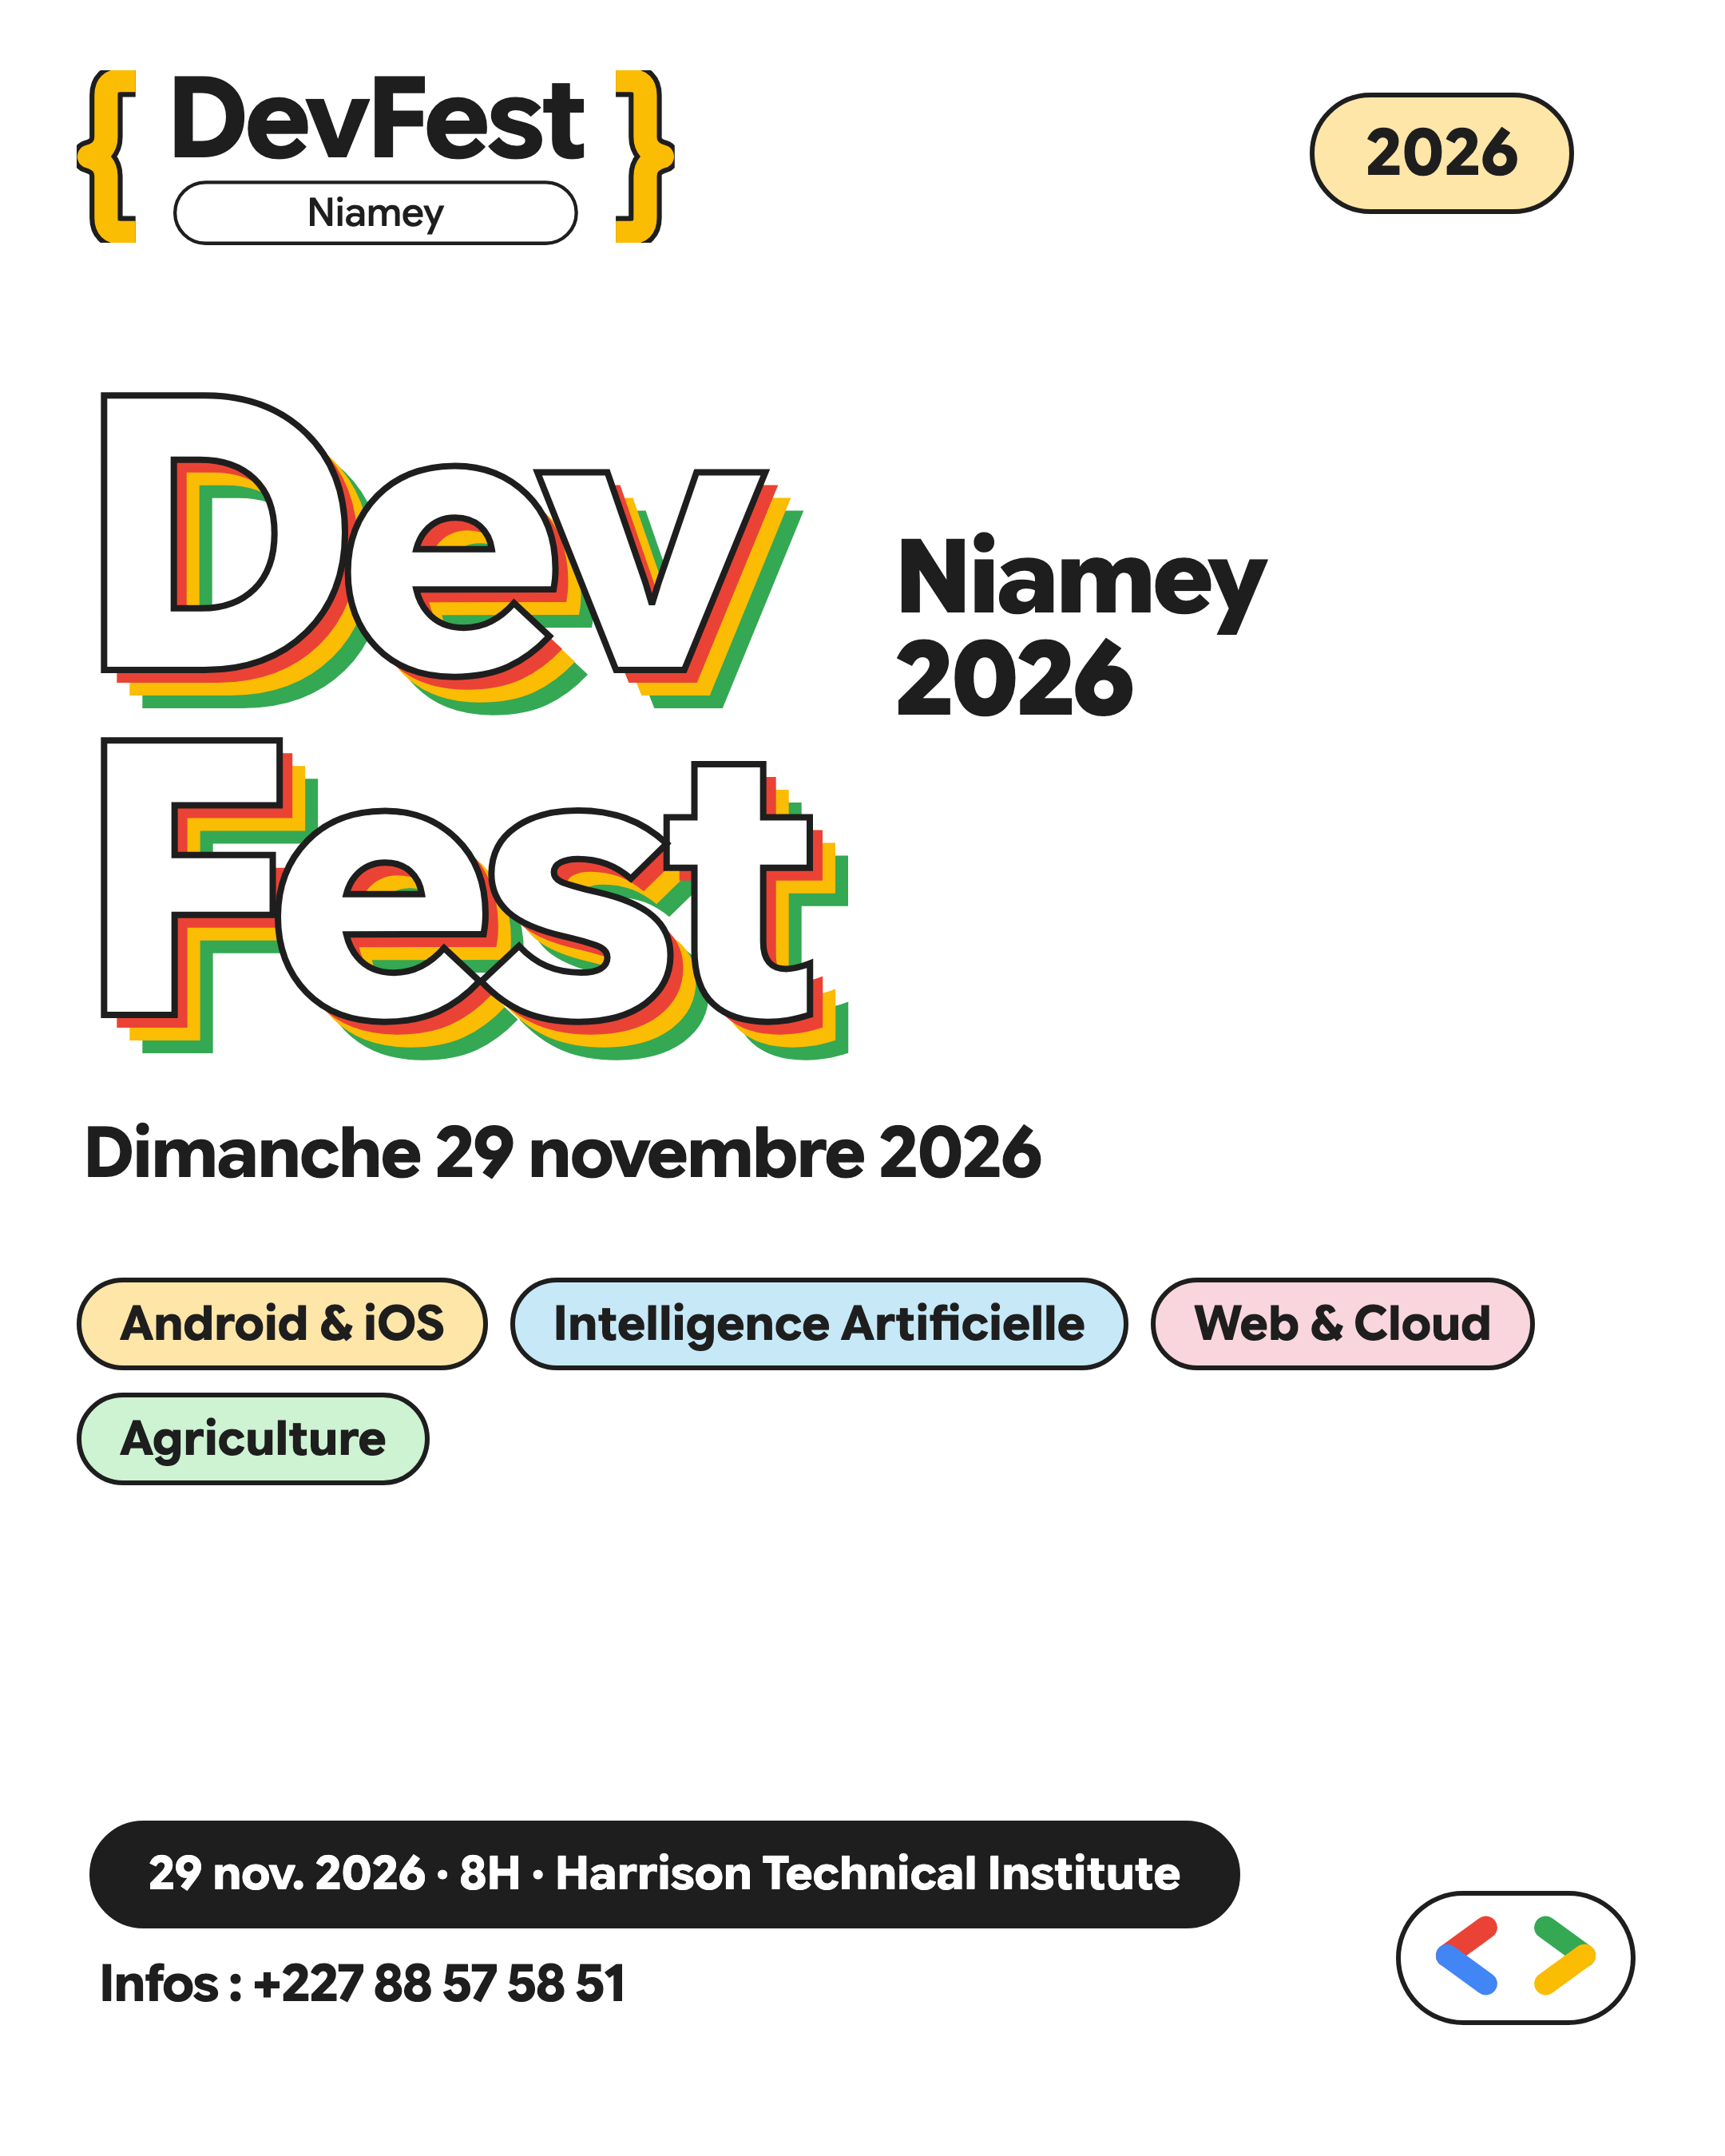 DevFest
Niamey
2026
Dev
Fest
Niamey
2026
Dimanche 29 novembre 2026
Android & iOS
Intelligence Artificielle
Web & Cloud
Agriculture
29 nov. 2026 · 8H · Harrison Technical Institute
Infos : +227 88 57 58 51